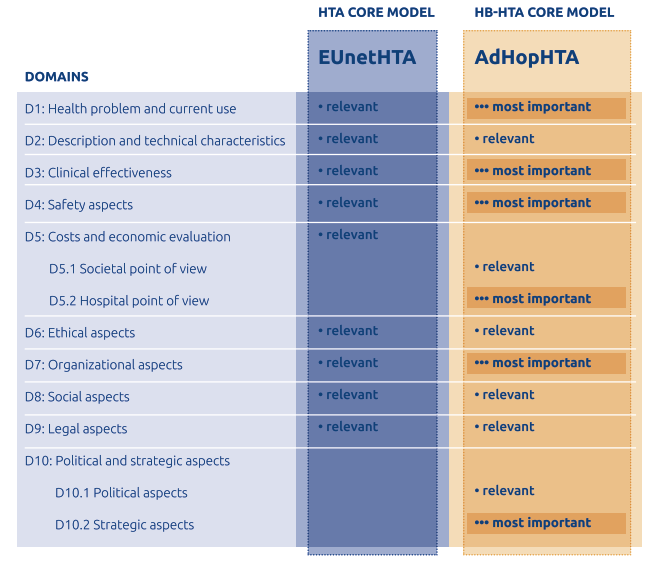 HTA CORE MODEL HB-HTA CORE MODEL
EUnetHTA AdHopHTA
DOMAINS
D1: Health problem and current use • relevant ••• most important
D2: Description and technical characteristics • relevant • relevant
D3: Clinical effectiveness • relevant ••• most important
D4: Safety aspects • relevant ••• most important
D5: Costs and economic evaluation • relevant
D5.1 Societal point of view • relevant
D5.2 Hospital point of view ••• most important
D6: Ethical aspects • relevant • relevant
D7: Organizational aspects • relevant ••• most important
D8: Social aspects • relevant • relevant
D9: Legal aspects • relevant • relevant
D10: Political and strategic aspects
D10.1 Political aspects • relevant
D10.2 Strategic aspects ••• most important